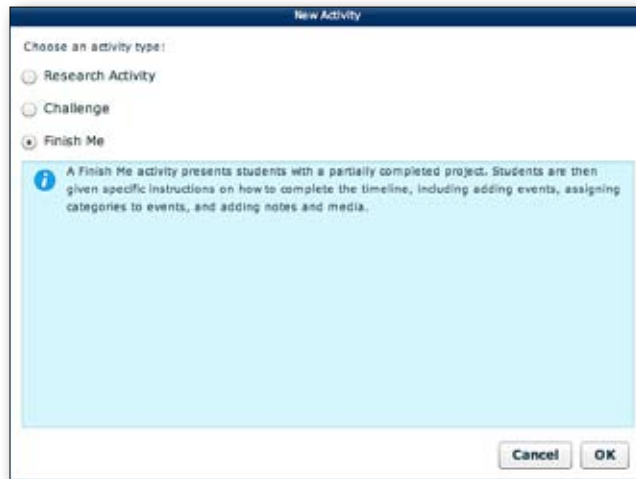 New Activity
Choose an activity type:
Research Activity
Challenge
Finish Me
A Finish Me activity presents students with a partially completed project. Students are then
given specific instructions on how to complete the timeline, including adding events, assigning
categories to events, and adding notes and media.
Cancel OK